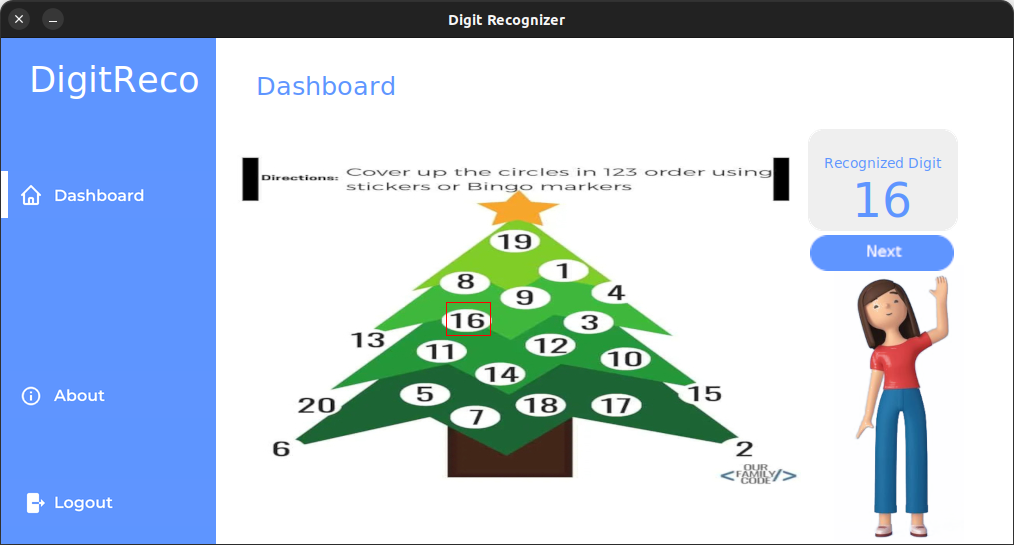 Digit Recognizer
DigitReco
Dashboard
About
Logout
Dashboard
Directions: Cover up the circles in 123 order using
stickers or Bingo markers
19
1
8
9
4
16
3
13
12
11
10
14
5
15
20
18
17
7
6
2
OUR
<FAMILY/>
CODE
Recognized Digit
16
Next